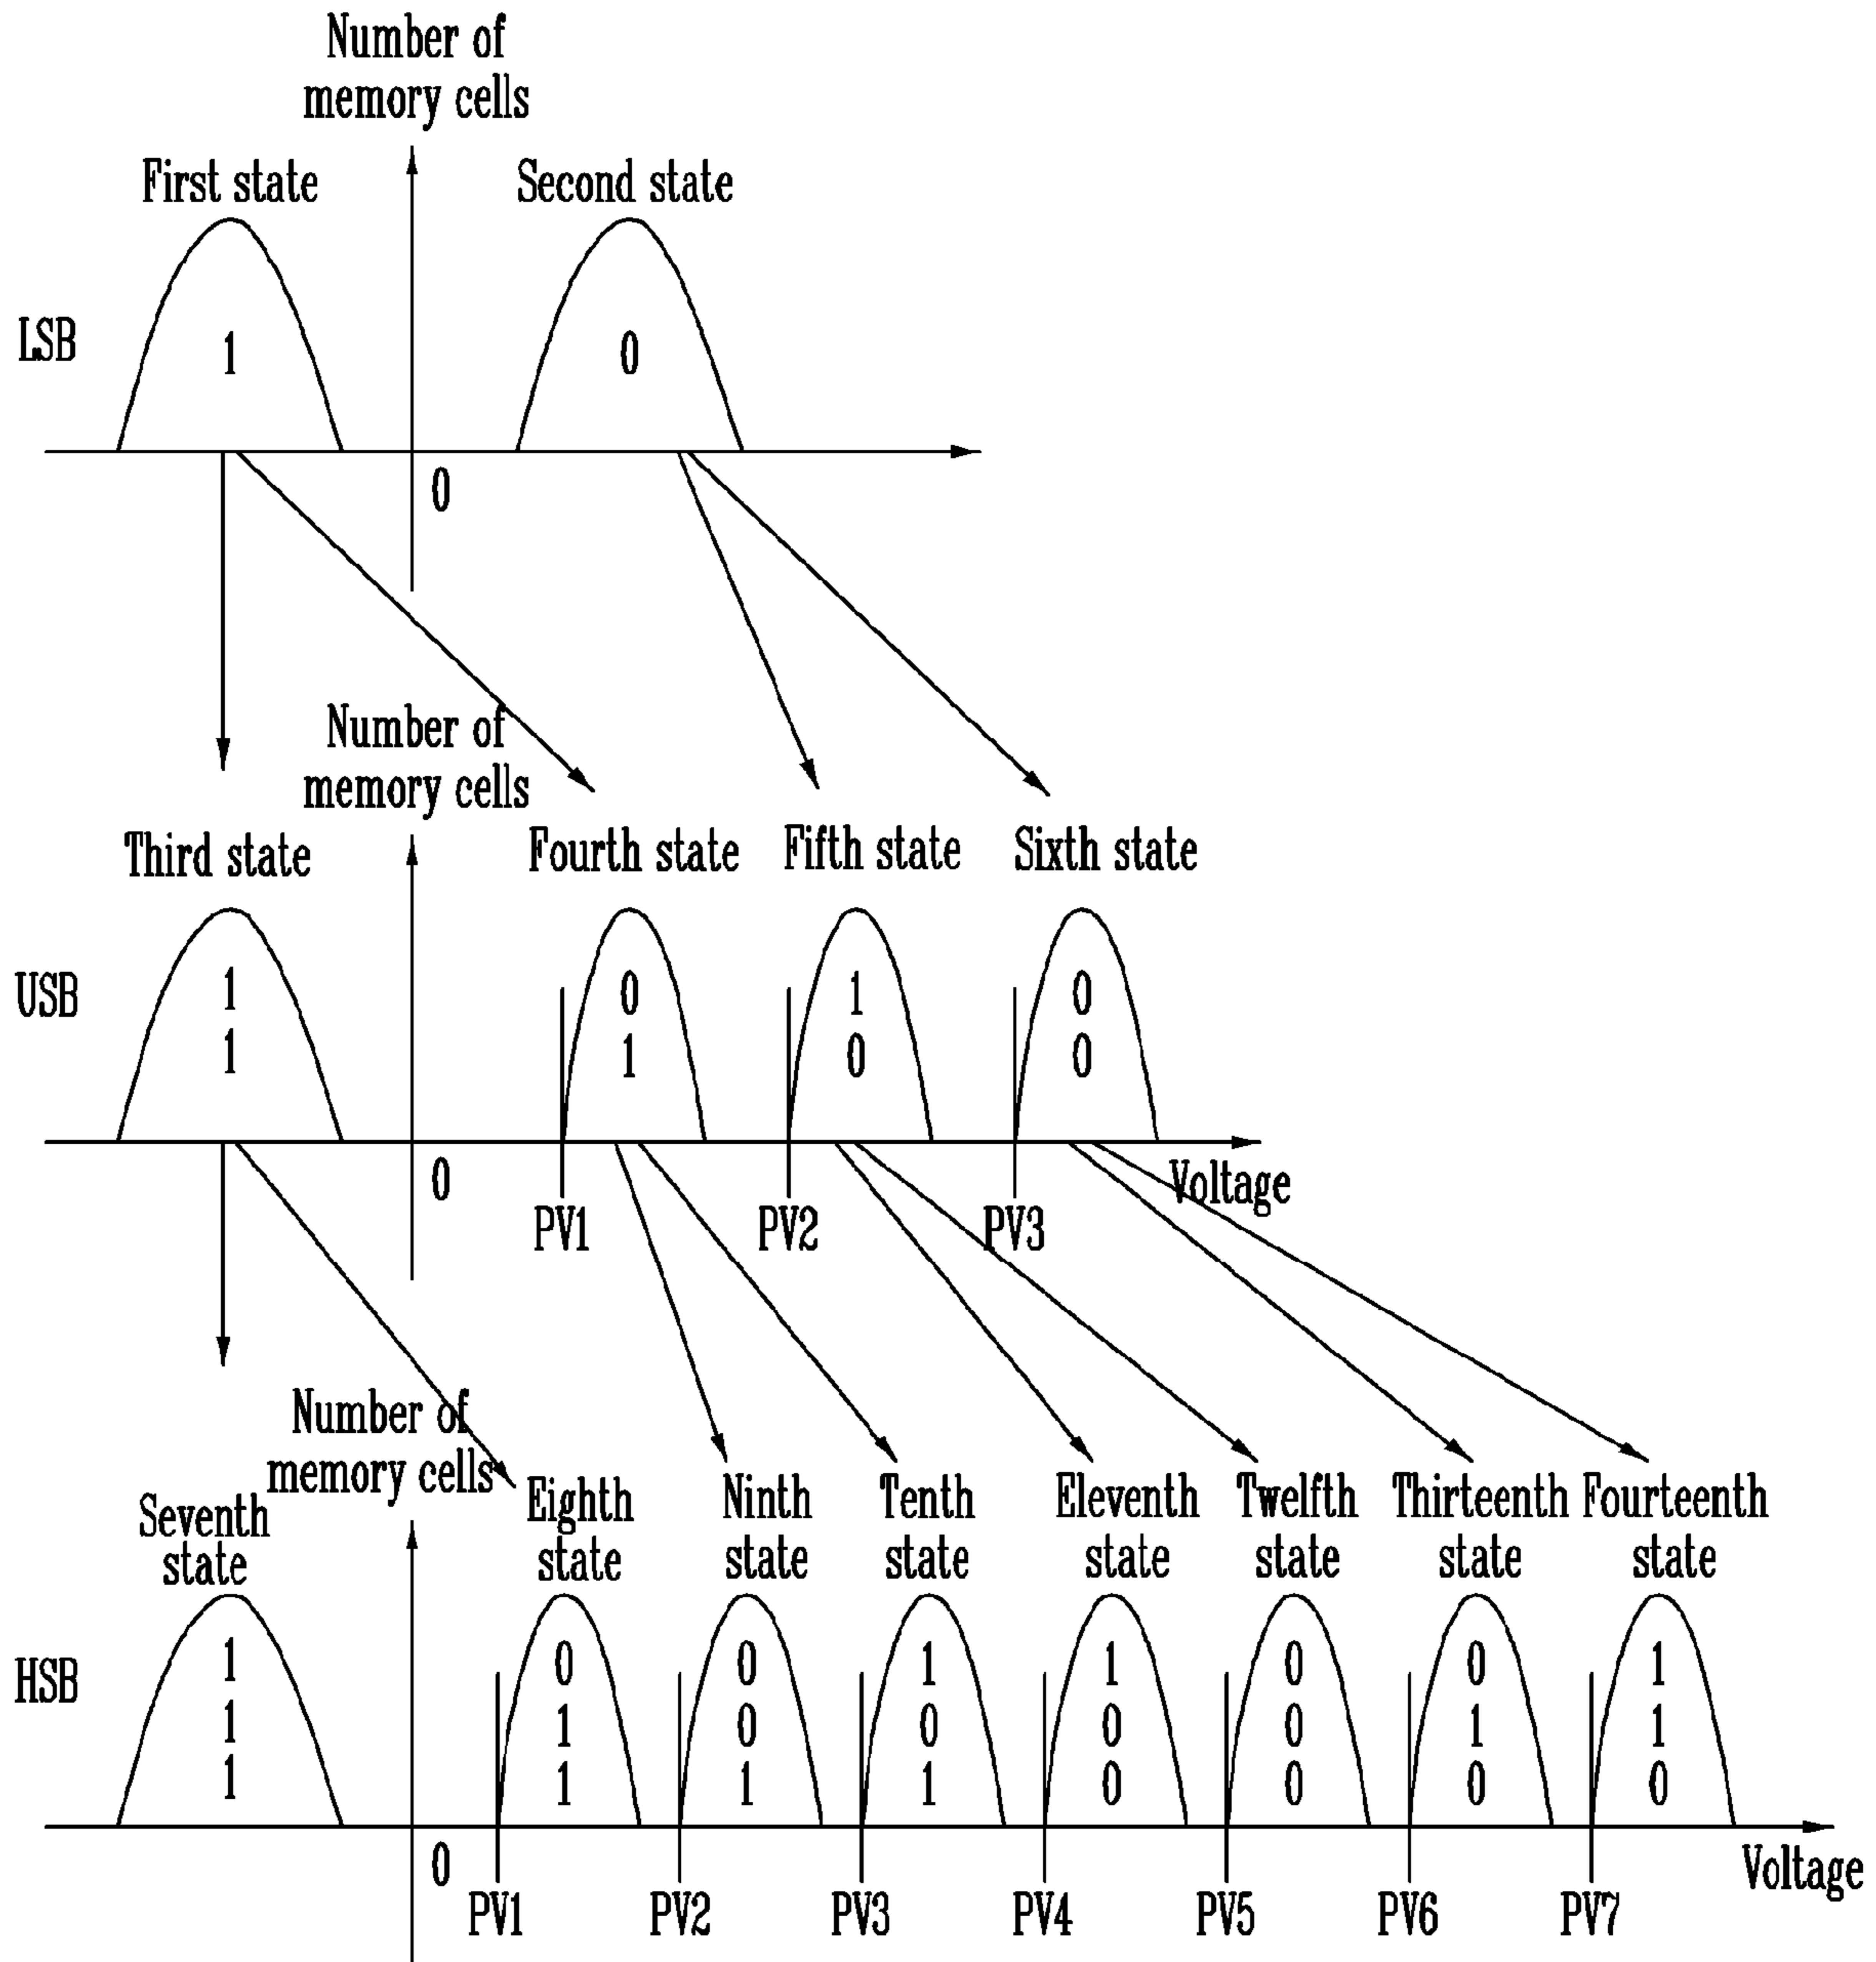 Number of
memory cells
First state
Second state
LSB
1
0
0
Number of
memory cells
Third state
Fourth state
Fifth state
Sixth state
USB
1
0
1
0
1
1
0
0
0
Voltage
PV1
PV2
PV3
Number of
memory cells
Seventh
state
Eighth
state
Ninth
state
Tenth
state
Eleventh
state
Twelfth
state
Thirteenth
state
Fourteenth
state
HSB
1
0
0
1
1
0
0
1
1
1
0
0
0
0
1
1
1
1
1
1
0
0
0
0
0
Voltage
PV1
PV2
PV3
PV4
PV5
PV6
PV7